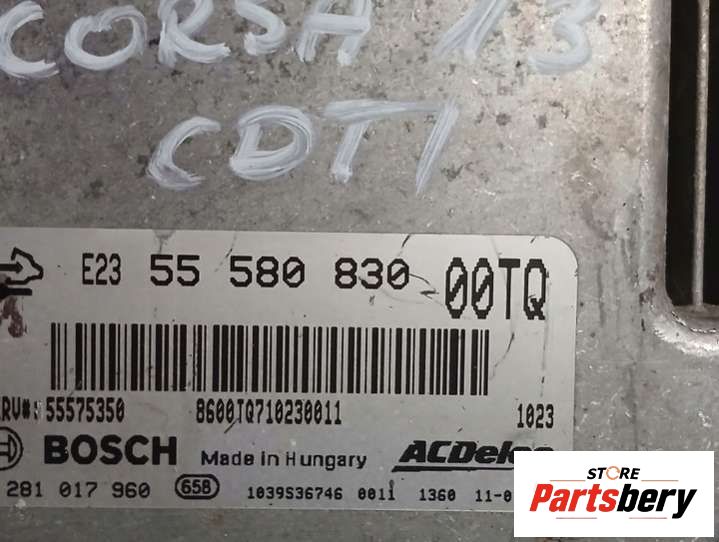 CORSA 1.3
CDTI
E23 55 580 830 00TQ
55575350 8600TQ710230011 1023
BOSCH Made in Hungary ACDelco
281 017 960 658 1039S36746 0011 1360
STORE
Partsbery